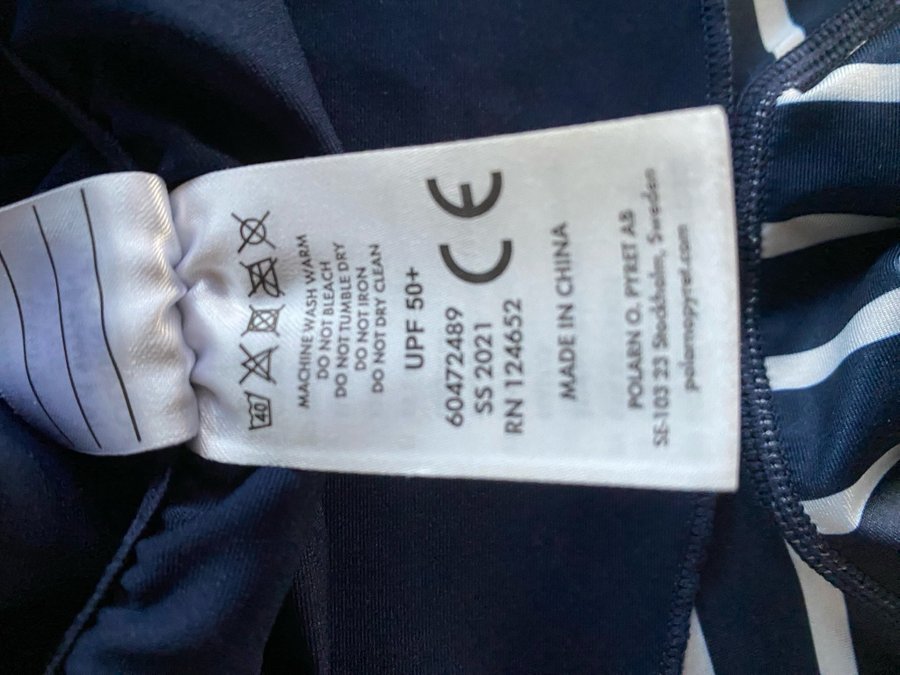 40
MACHINE WASH WARM
DO NOT BLEACH
DO NOT TUMBLE DRY
DO NOT IRON
DO NOT DRY CLEAN
UPF 50+
CE
60472489
SS 2021
RN 124652
MADE IN CHINA
POLARN O. PYRET AB
SE-103 23 Stockholm, Sweden
polarnopyret.com